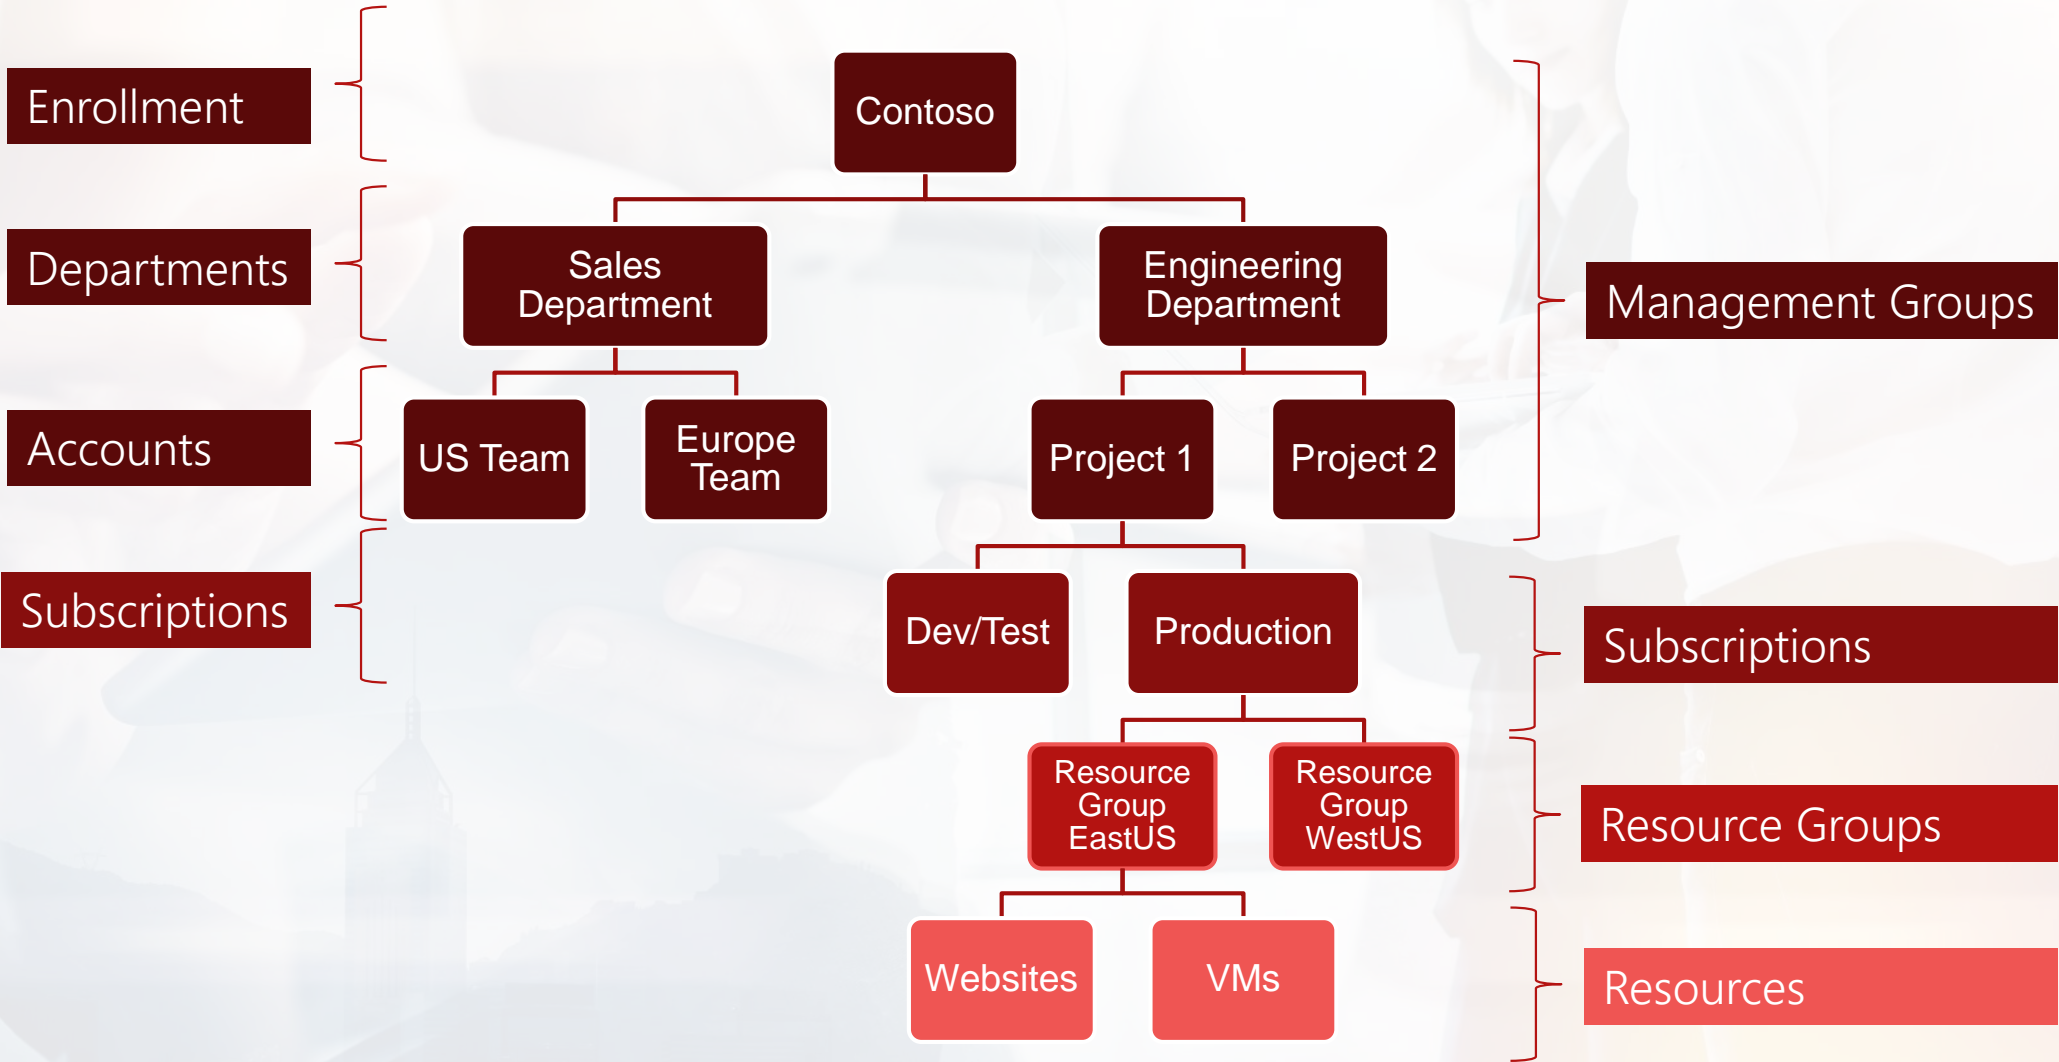 Enrollment
Contoso
Departments
Sales
Department
Engineering
Department
Management Groups
Accounts
US Team
Europe
Team
Project 1
Project 2
Subscriptions
Dev/Test
Production
Subscriptions
Resource
Group
EastUS
Resource
Group
WestUS
Resource Groups
Websites
VMs
Resources